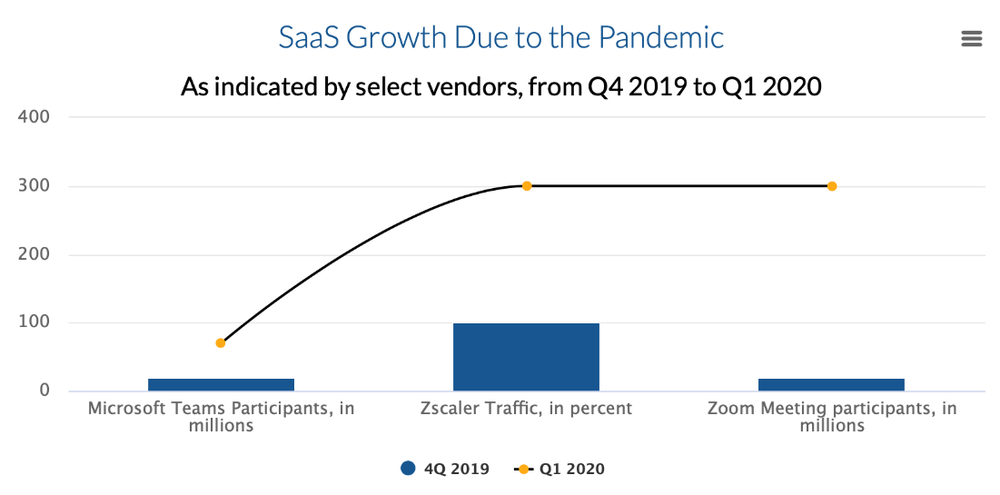 SaaS Growth Due to the Pandemic
As indicated by select vendors, from Q4 2019 to Q1 2020
400
300
200
100
0
Microsoft Teams Participants, in
millions
Zscaler Traffic, in percent
Zoom Meeting participants, in
millions
4Q 2019
Q1 2020